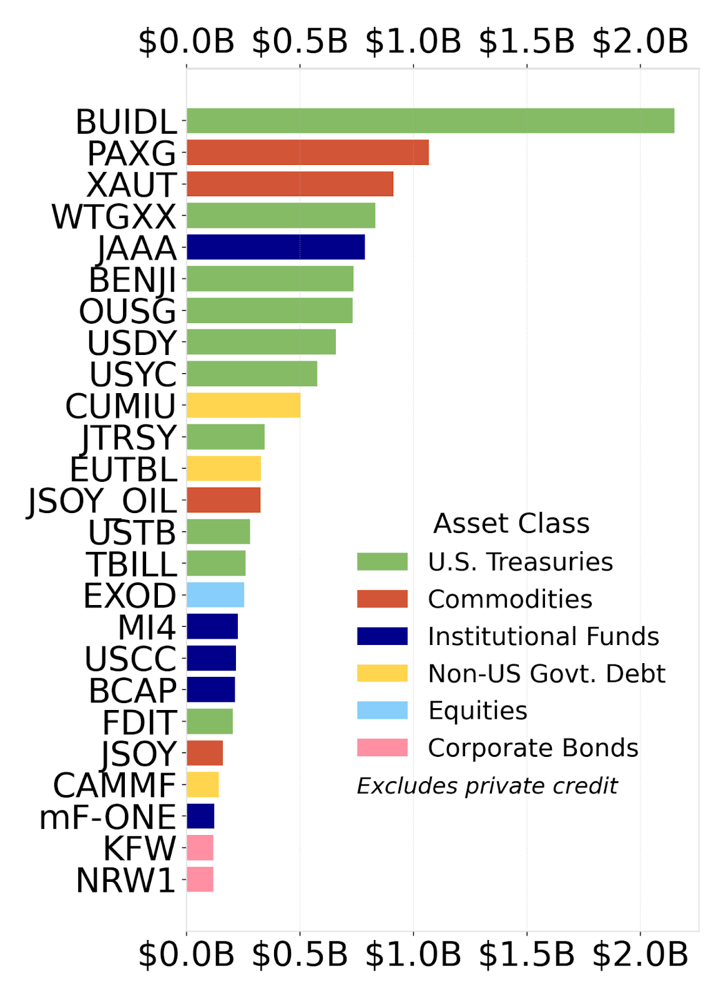 $0.0B $0.5B $1.0B $1.5B $2.0B
BUIDL
PAXG
XAUT
WTGXX
JAAA
BENJI
OUSG
USDY
USYC
CUMIU
JTRSY
EUTBL
JSOY_OIL
USTB
TBILL
EXOD
MI4
USCC
BCAP
FDIT
JSOY
CAMMF
mF-ONE
KFW
NRW1
Asset Class
U.S. Treasuries
Commodities
Institutional Funds
Non-US Govt. Debt
Equities
Corporate Bonds
Excludes private credit
$0.0B $0.5B $1.0B $1.5B $2.0B